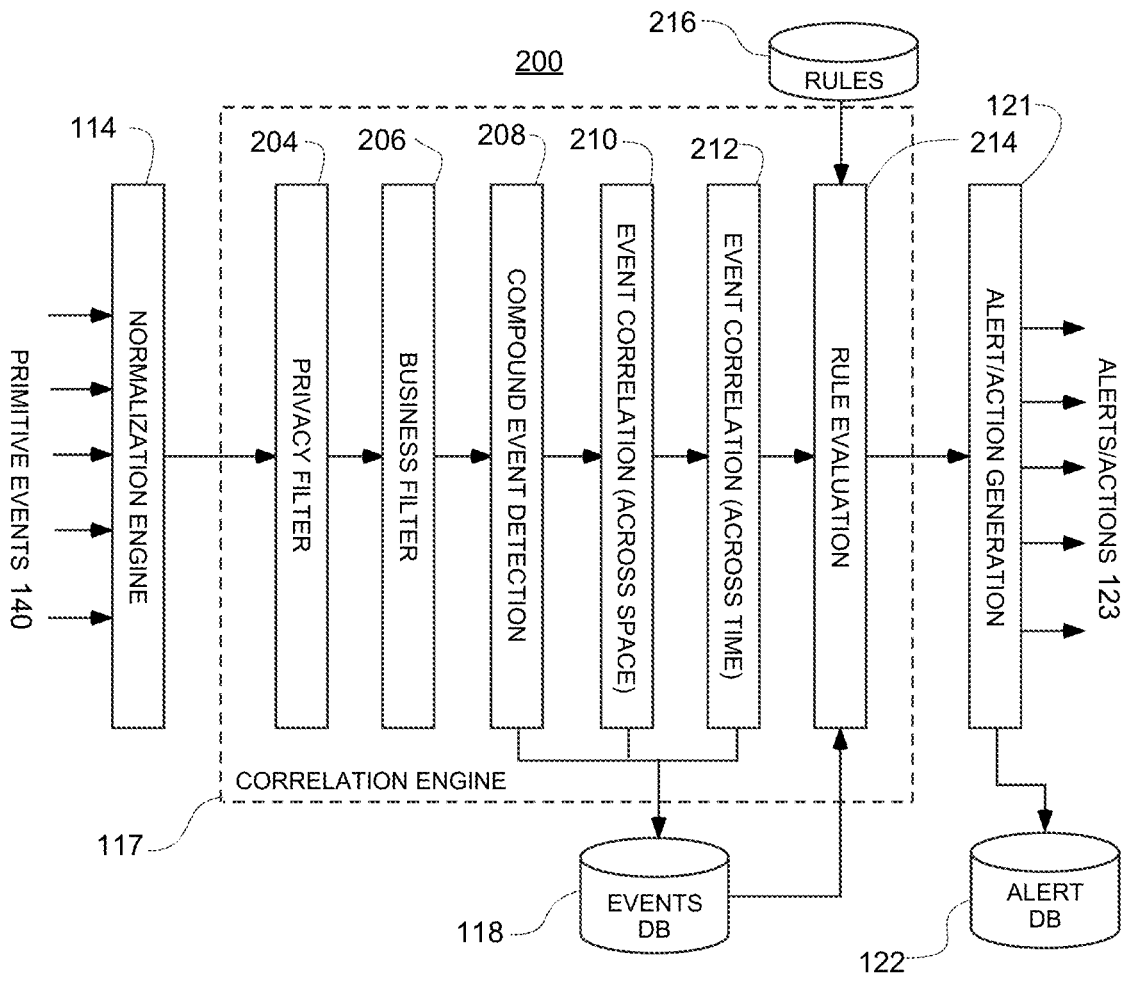 200
216
RULES
114
204
206
208
210
212
214
121
PRIMITIVE EVENTS 140
NORMALIZATION ENGINE
PRIVACY FILTER
BUSINESS FILTER
COMPOUND EVENT DETECTION
EVENT CORRELATION (ACROSS SPACE)
EVENT CORRELATION (ACROSS TIME)
RULE EVALUATION
ALERT/ACTION GENERATION
ALERTS/ACTIONS 123
CORRELATION ENGINE
117
118
EVENTS
DB
122
ALERT
DB